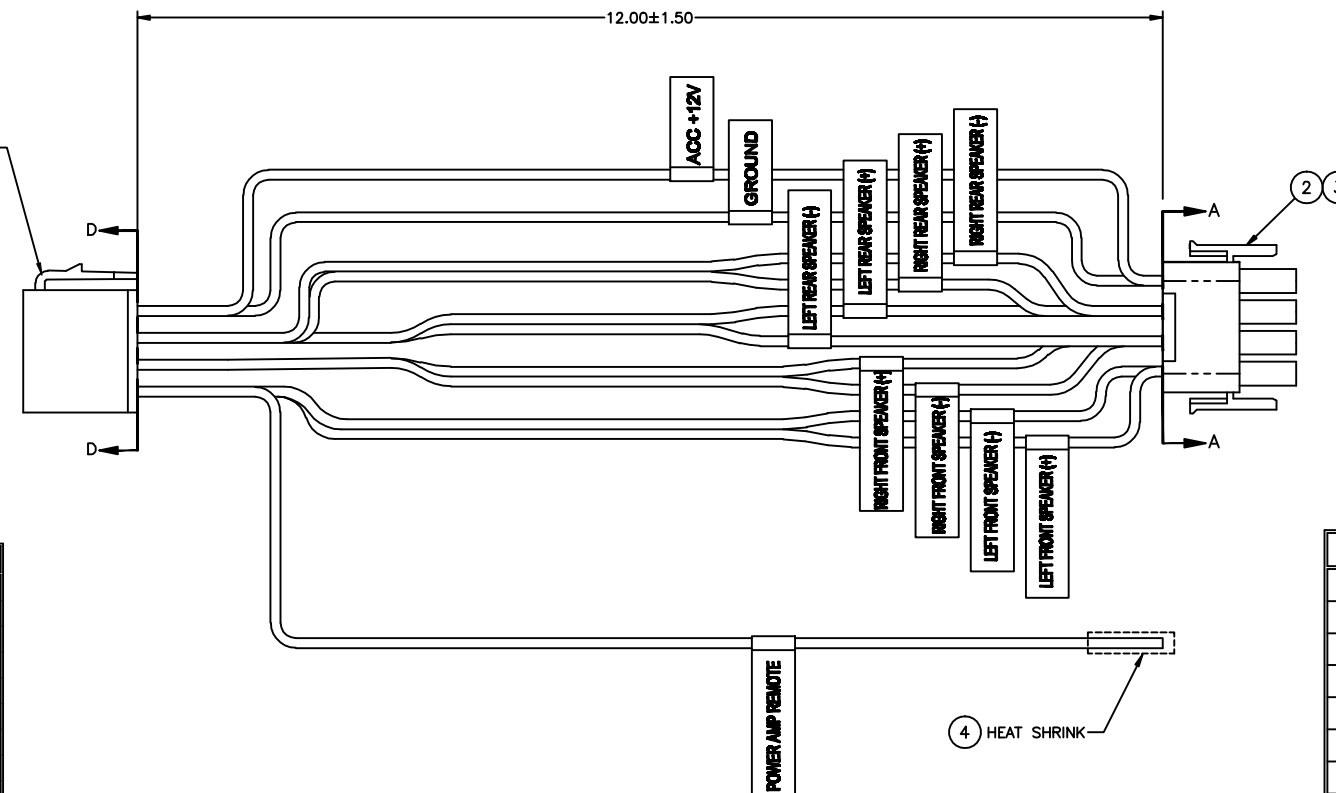 12.00±1.50
ACC +12V
GROUND
LEFT REAR SPEAKER (-)
LEFT REAR SPEAKER (+)
RIGHT REAR SPEAKER (+)
RIGHT REAR SPEAKER (-)
2
D
A
RIGHT FRONT SPEAKER (+)
RIGHT FRONT SPEAKER (-)
LEFT FRONT SPEAKER (-)
LEFT FRONT SPEAKER (+)
D
A
POWER AMP REMOTE
4 HEAT SHRINK